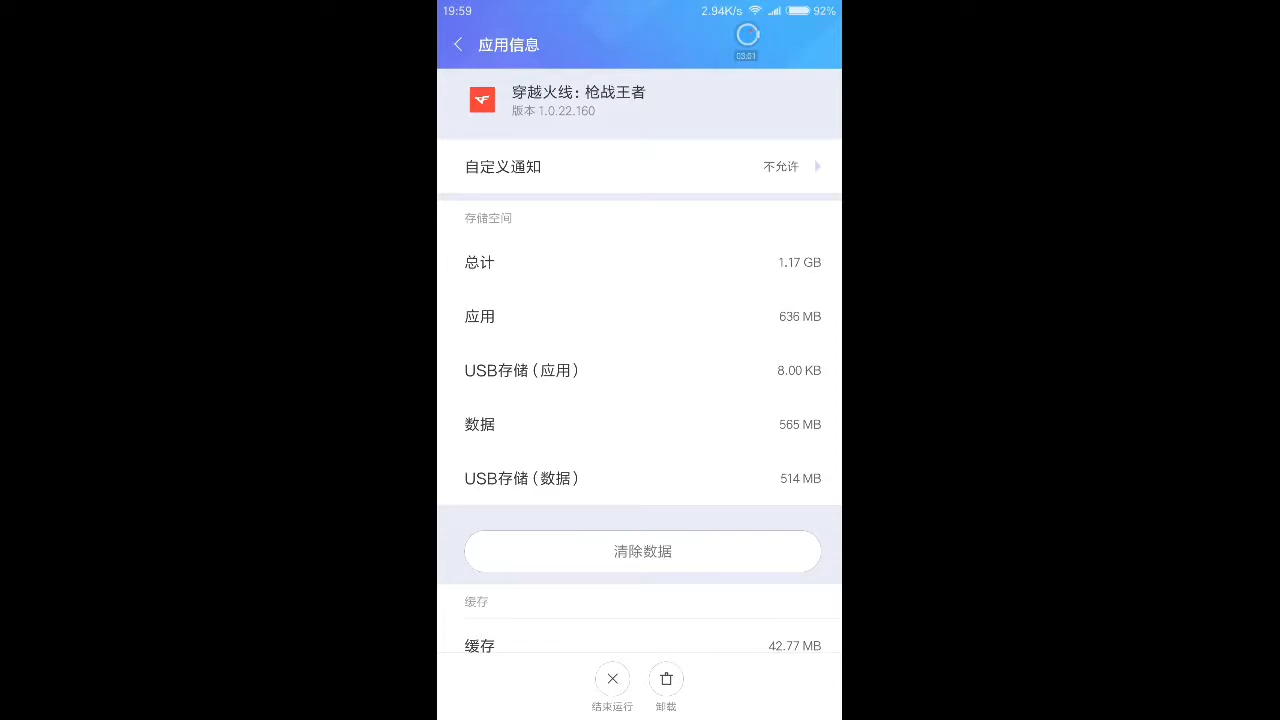 19:59 2.94K/s 92%
应用信息
03:01
穿越火线：枪战王者
版本 1.0.22.160
自定义通知 不允许
存储空间
总计 1.17 GB
应用 636 MB
USB存储（应用） 8.00 KB
数据 565 MB
USB存储（数据） 514 MB
清除数据
缓存
缓存 42.77 MB
结束运行 卸载